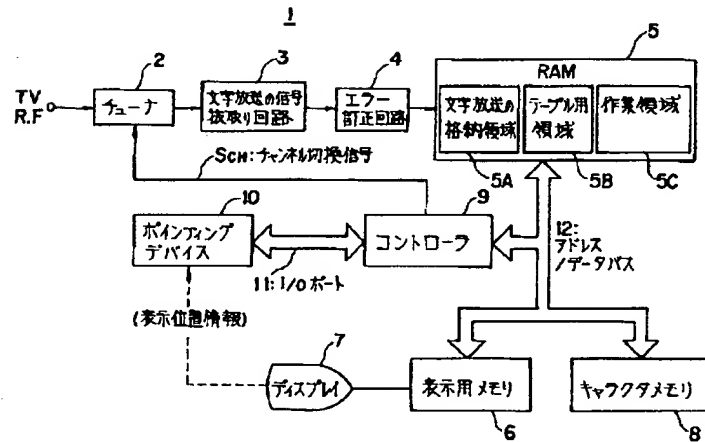 1
2
3
4
5
TV
R.F
チューナ
文字放送の信号
抜取り回路
エラー
訂正回路
RAM
文字放送の
格納領域
テーブル用
領域
作業領域
5A
5B
5C
SCH:チャンネル切換信号
10
9
ポインティング
デバイス
コントローラ
11:I/Oポート
12:
アドレス
/データバス
(表示位置情報)
7
ディスプレイ
表示用メモリ
キャラクタメモリ
6
8